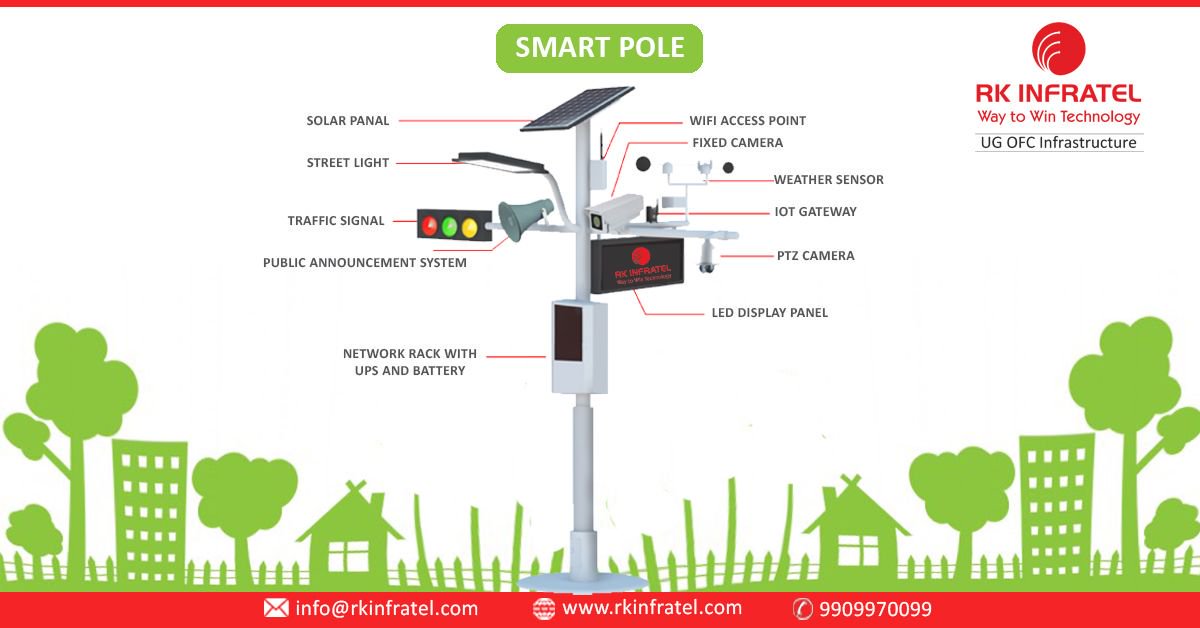 SMART POLE
RK INFRATEL
Way to Win Technology
UG OFC Infrastructure
SOLAR PANAL
STREET LIGHT
TRAFFIC SIGNAL
PUBLIC ANNOUNCEMENT SYSTEM
NETWORK RACK WITH
UPS AND BATTERY
WIFI ACCESS POINT
FIXED CAMERA
WEATHER SENSOR
IOT GATEWAY
PTZ CAMERA
RK INFRATEL
Way to Win Technology
LED DISPLAY PANEL
info@rkinfratel.com
www.rkinfratel.com
9909970099